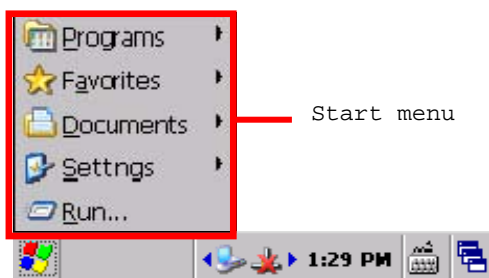 Programs
Favorites
Documents
Start menu
Settngs
Run...
1:29 PM